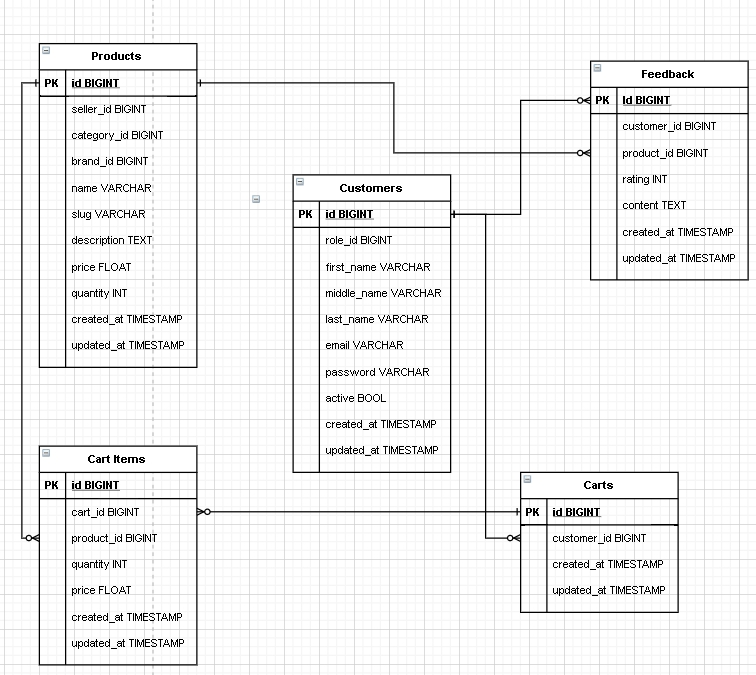 Products
PK id BIGINT
seller_id BIGINT
category_id BIGINT
brand_id BIGINT
name VARCHAR
slug VARCHAR
description TEXT
price FLOAT
quantity INT
created_at TIMESTAMP
updated_at TIMESTAMP
Customers
PK id BIGINT
role_id BIGINT
first_name VARCHAR
middle_name VARCHAR
last_name VARCHAR
email VARCHAR
password VARCHAR
active BOOL
created_at TIMESTAMP
updated_at TIMESTAMP
Feedback
PK Id BIGINT
customer_id BIGINT
product_id BIGINT
rating INT
content TEXT
created_at TIMESTAMP
updated_at TIMESTAMP
Cart Items
PK id BIGINT
cart_id BIGINT
product_id BIGINT
quantity INT
price FLOAT
created_at TIMESTAMP
updated_at TIMESTAMP
Carts
PK id BIGINT
customer_id BIGINT
created_at TIMESTAMP
updated_at TIMESTAMP